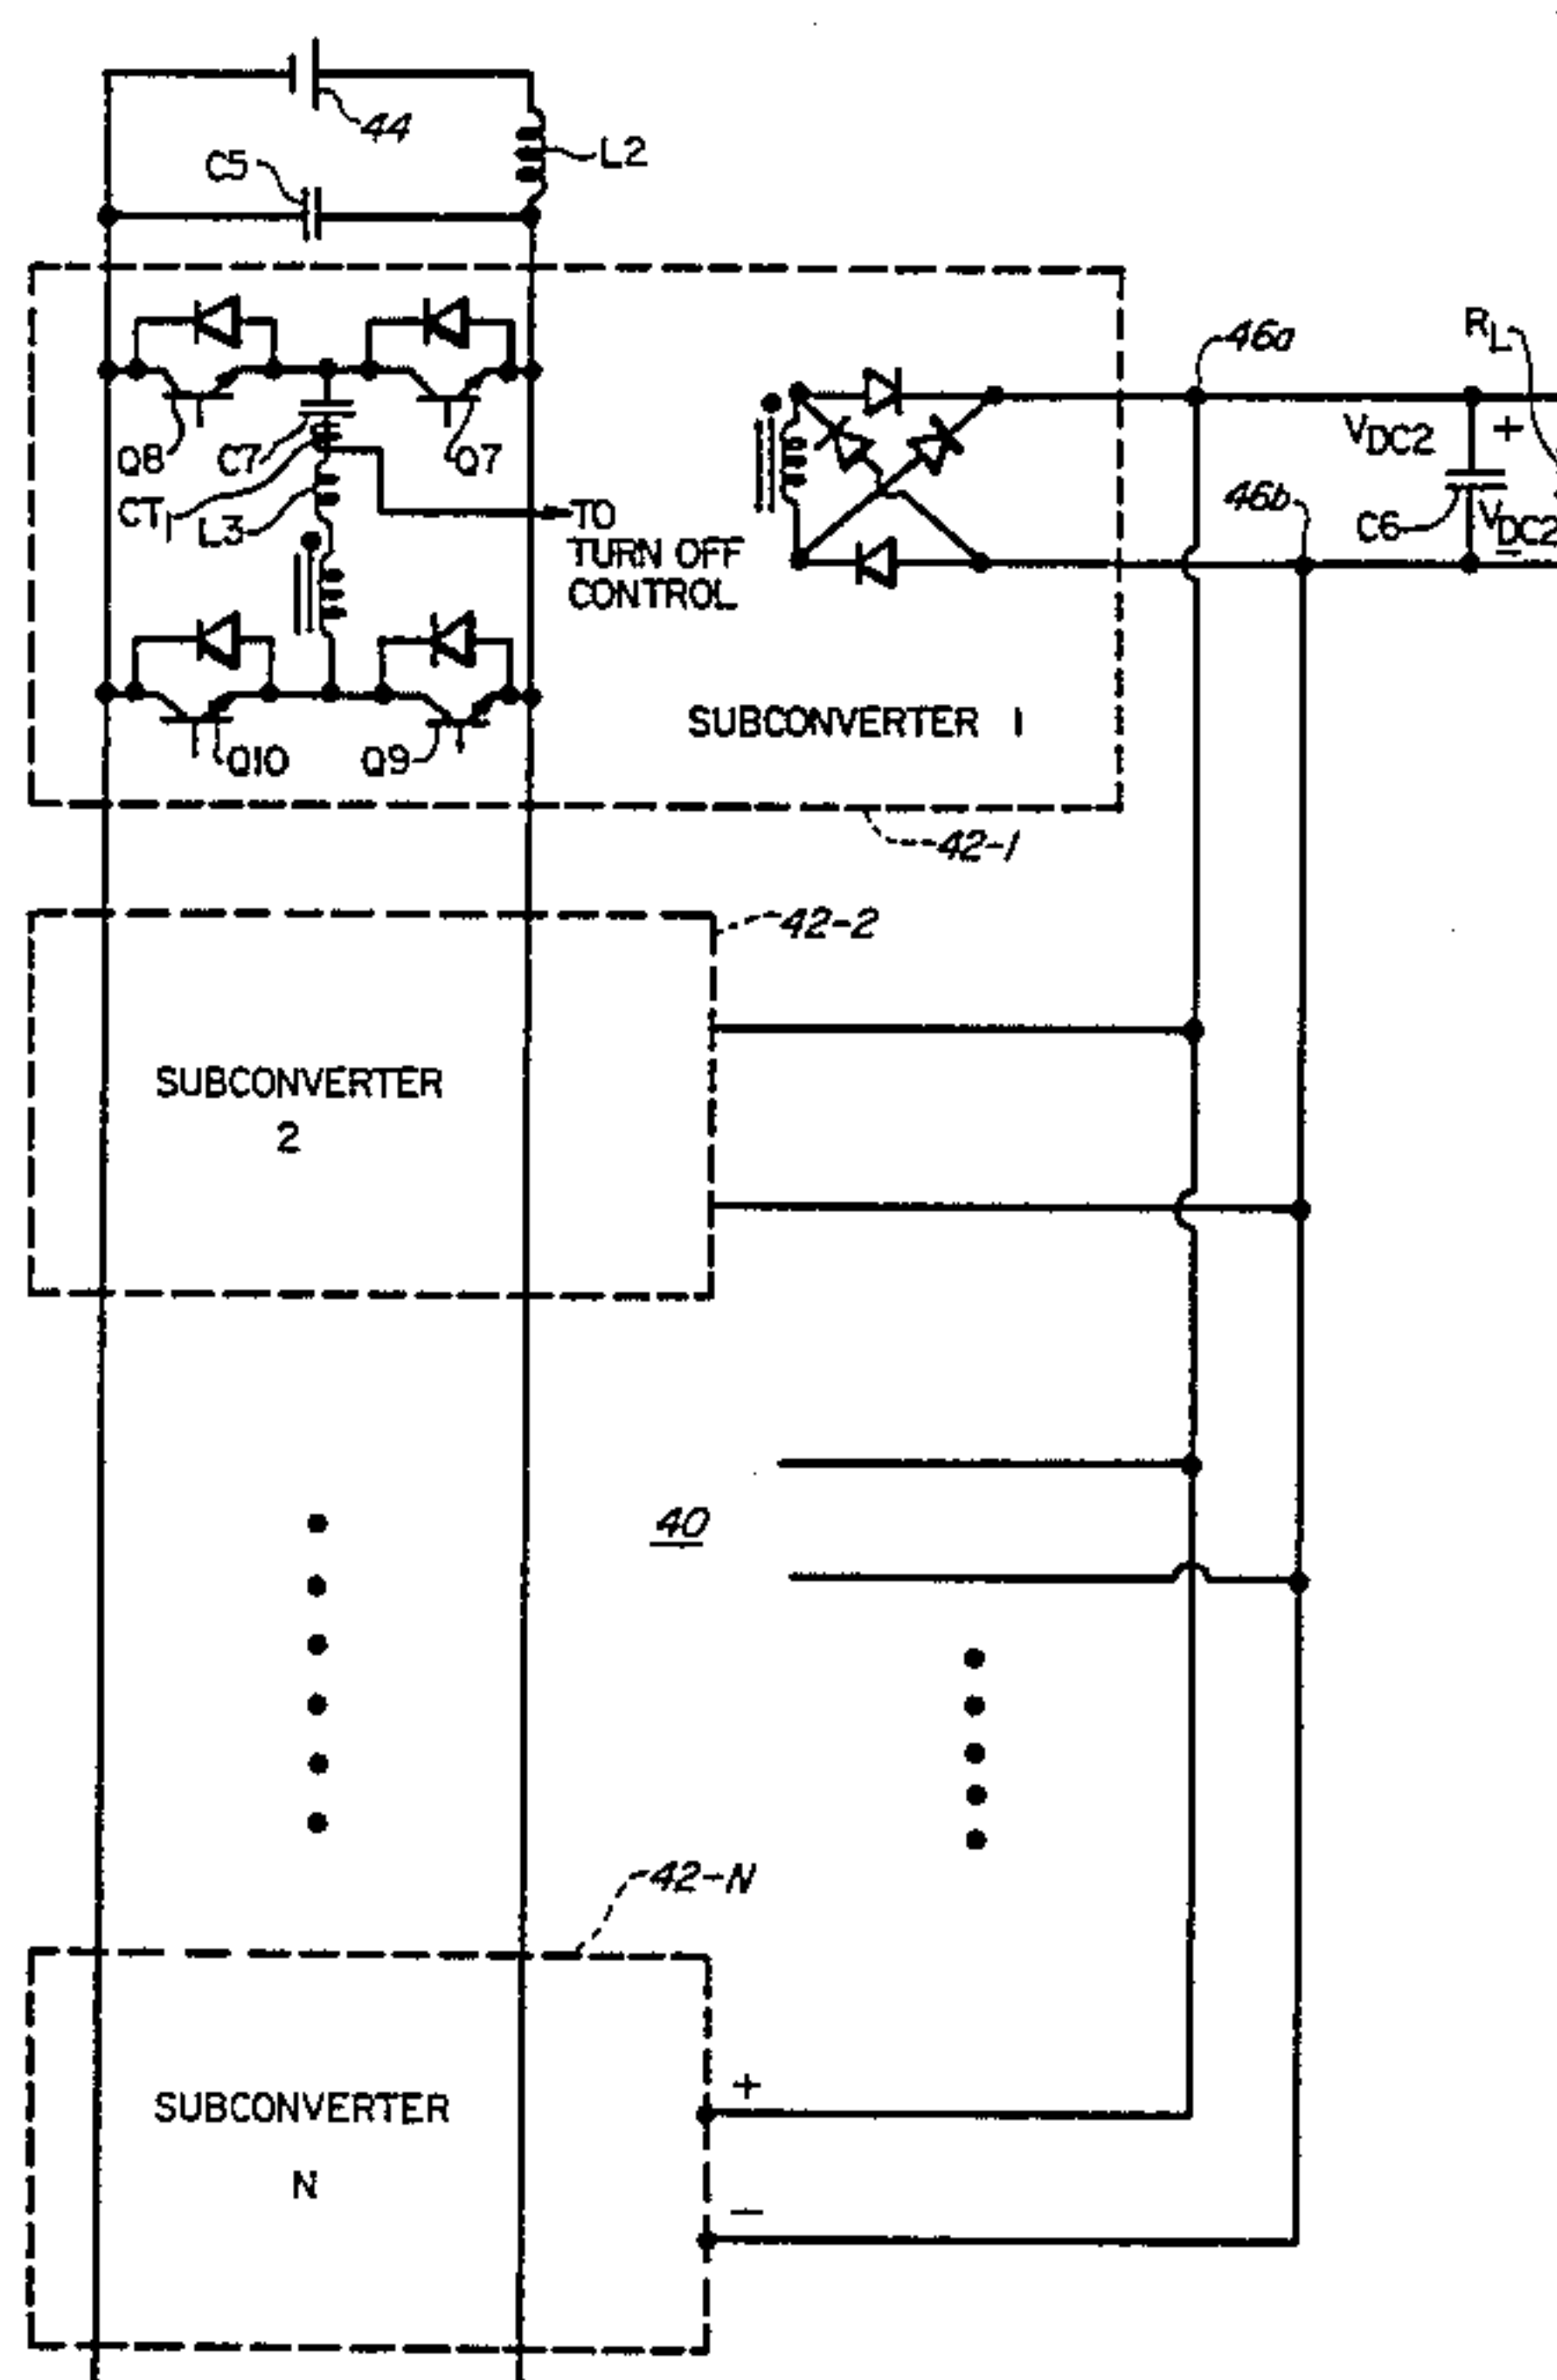 44
C5
L2
46a
RL
Q8
C7
Q7
VDC2
+
CT1
L3
TO
TURN OFF
CONTROL
46b
C6
VDC2
-
Q10
Q9
SUBCONVERTER 1
42-1
42-2
SUBCONVERTER
2
40
42-N
+
SUBCONVERTER
N
-